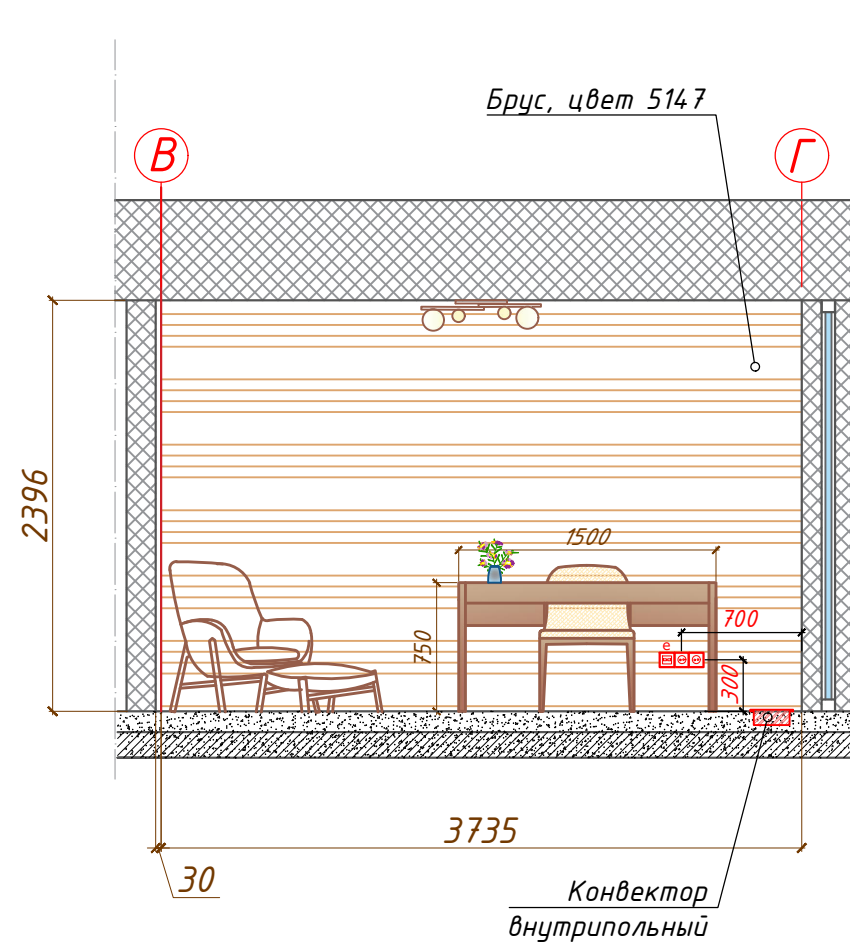 Брус, цвет 5147
В
Г
2396
1500
750
700
е
300
3735
30
Конвектор
внутрипольный